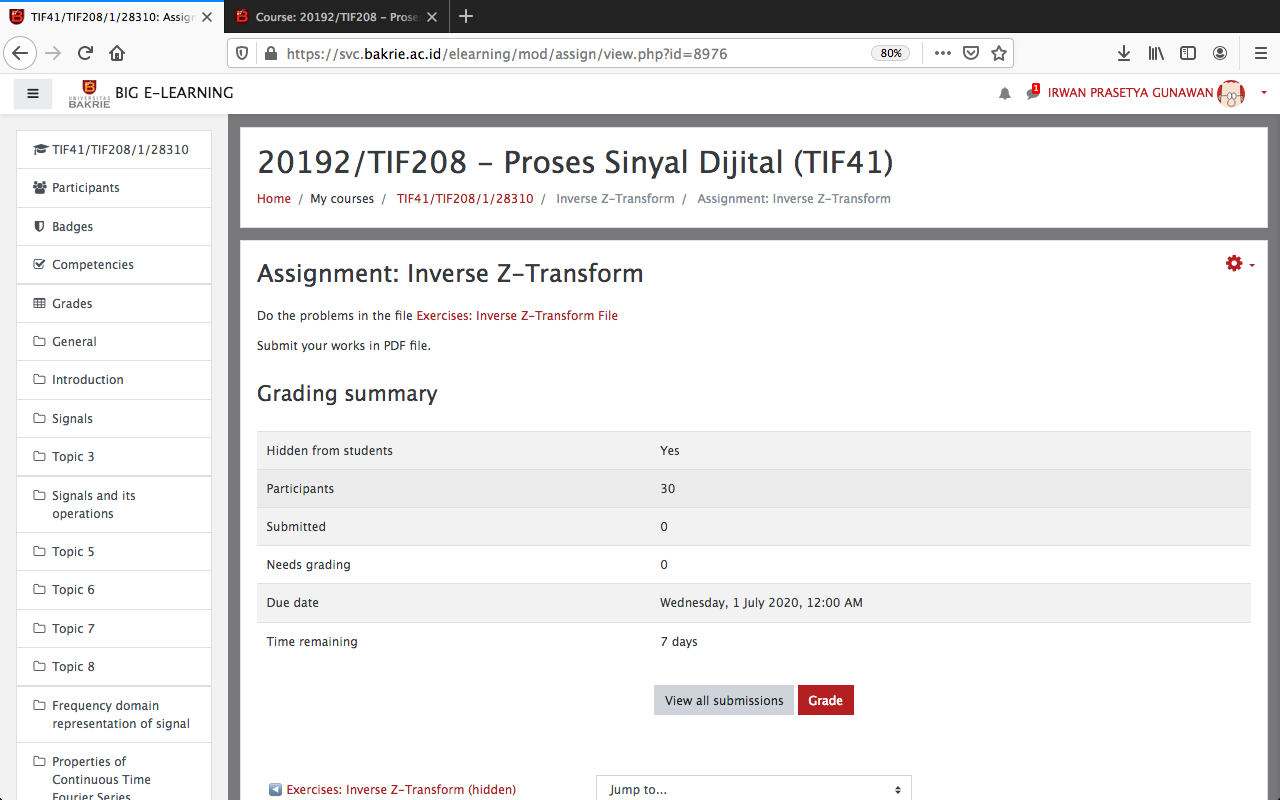 TIF41/TIF208/1/28310: Assign
Course: 20192/TIF208 – Prose
https://svc.bakrie.ac.id/elearning/mod/assign/view.php?id=8976
80%
UNIVERSITAS
BAKRIE
BIG E-LEARNING
1
IRWAN PRASETYA GUNAWAN
TIF41/TIF208/1/28310
Participants
Badges
Competencies
Grades
General
Introduction
Signals
Topic 3
Signals and its
operations
Topic 5
Topic 6
Topic 7
Topic 8
Frequency domain
representation of signal
Properties of
Continuous Time
Fourier Series
20192/TIF208 – Proses Sinyal Dijital (TIF41)
Home / My courses / TIF41/TIF208/1/28310 / Inverse Z-Transform / Assignment: Inverse Z-Transform
Assignment: Inverse Z-Transform
Do the problems in the file Exercises: Inverse Z-Transform File
Submit your works in PDF file.
Grading summary
Hidden from students Yes
Participants 30
Submitted 0
Needs grading 0
Due date Wednesday, 1 July 2020, 12:00 AM
Time remaining 7 days
View all submissions Grade
Exercises: Inverse Z-Transform (hidden)
Jump to...